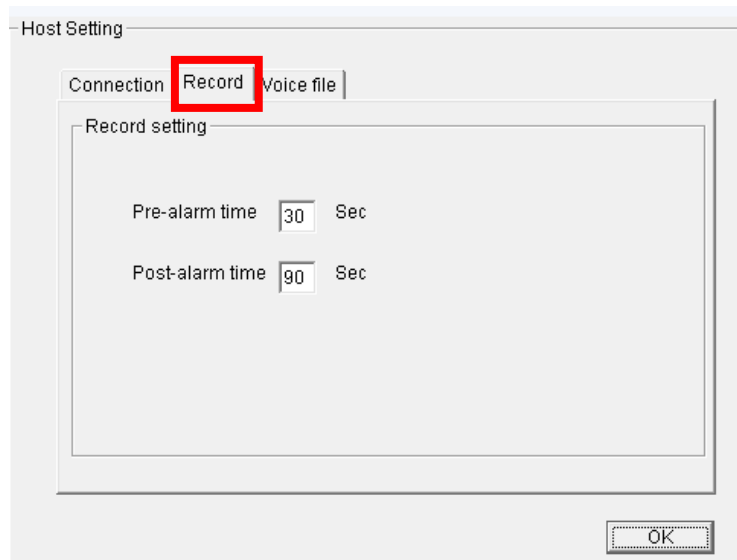 Host Setting
Connection Record Voice file
Record setting
Pre-alarm time 30 Sec
Post-alarm time 90 Sec
OK